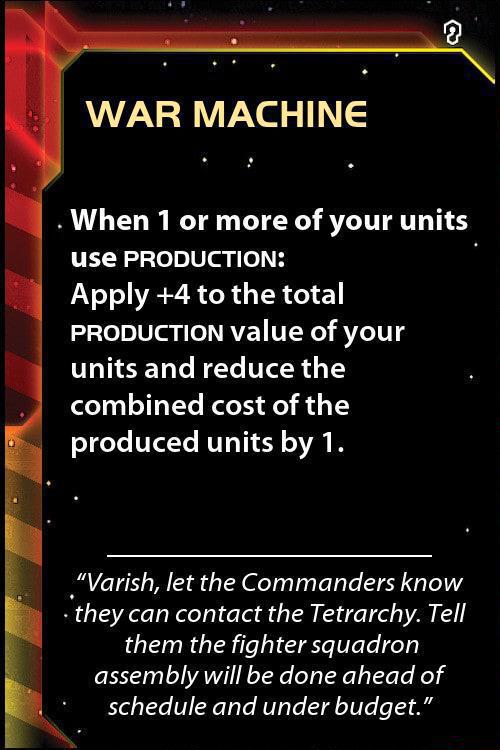 WAR MACHINE
When 1 or more of your units
use PRODUCTION:
Apply +4 to the total
PRODUCTION value of your
units and reduce the
combined cost of the
produced units by 1.
“Varish, let the Commanders know
they can contact the Tetrarchy. Tell
them the fighter squadron
assembly will be done ahead of
schedule and under budget.”